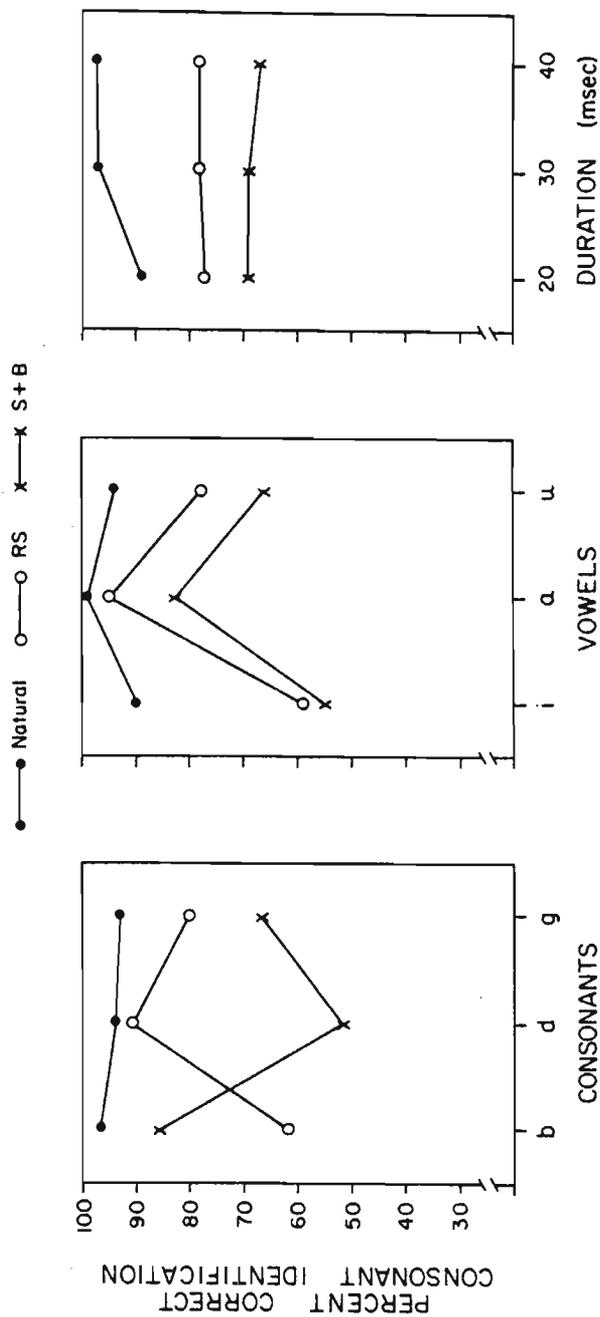 Natural RS S+B
PERCENT CORRECT
CONSONANT IDENTIFICATION
100
90
80
70
60
50
40
30
b d g
CONSONANTS
i a u
VOWELS
20 30 40
DURATION (msec)